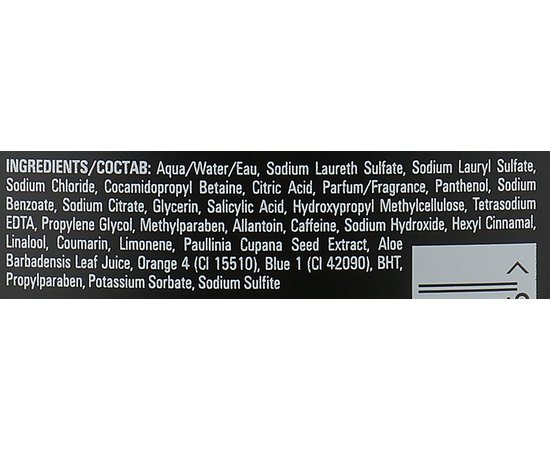 INGREDIENTS/СОСТАВ: Aqua/Water/Eau, Sodium Laureth Sulfate, Sodium Lauryl Sulfate,
Sodium Chloride, Cocamidopropyl Betaine, Citric Acid, Parfum/Fragrance, Panthenol, Sodium
Benzoate, Sodium Citrate, Glycerin, Salicylic Acid, Hydroxypropyl Methylcellulose, Tetrasodium
EDTA, Propylene Glycol, Methylparaben, Allantoin, Caffeine, Sodium Hydroxide, Hexyl Cinnamal,
Linalool, Coumarin, Limonene, Paullinia Cupana Seed Extract, Aloe
Barbadensis Leaf Juice, Orange 4 (CI 15510), Blue 1 (CI 42090), BHT,
Propylparaben, Potassium Sorbate, Sodium Sulfite